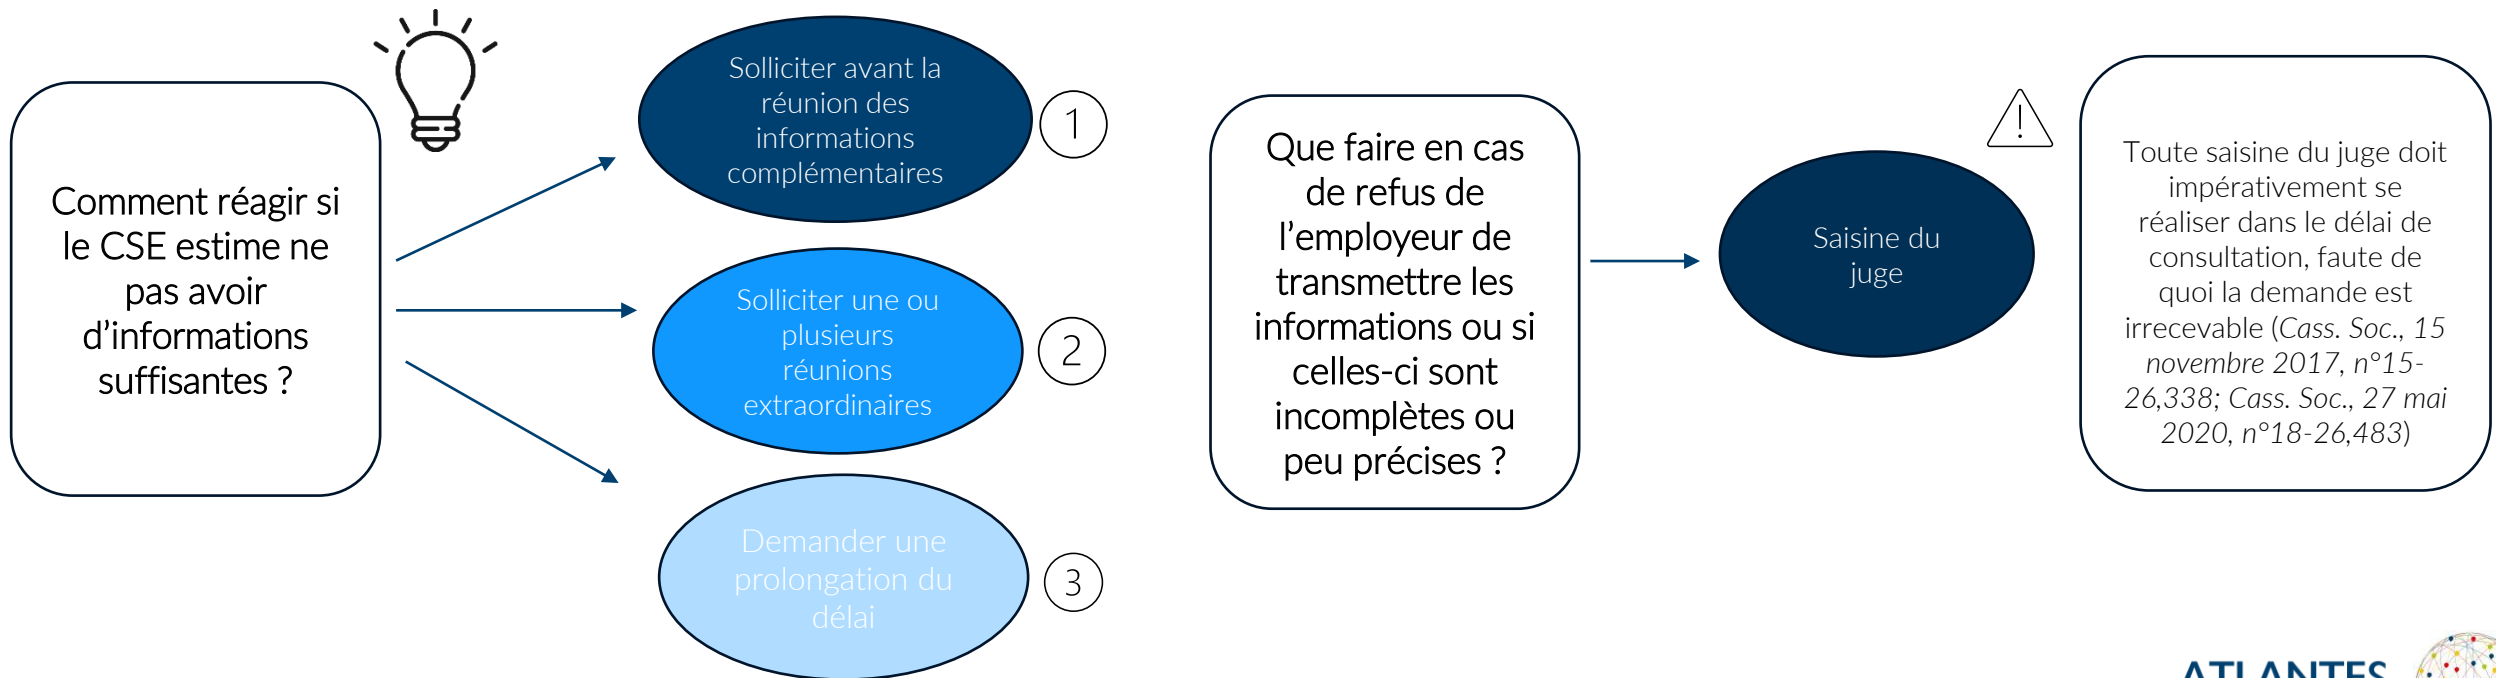 Comment réagir si
le CSE estime ne
pas avoir
d’informations
suffisantes ?
Solliciter avant la
réunion des
informations
complémentaires
1
Solliciter une ou
plusieurs
réunions
extraordinaires
2
Demander une
prolongation du
délai
3
Que faire en cas
de refus de
l’employeur de
transmettre les
informations ou si
celles-ci sont
incomplètes ou
peu précises ?
Saisine du
juge
Toute saisine du juge doit
impérativement se
réaliser dans le délai de
consultation, faute de
quoi la demande est
irrecevable (Cass. Soc., 15
novembre 2017, n°15-
26,338; Cass. Soc., 27 mai
2020, n°18-26,483)
ATLANTES